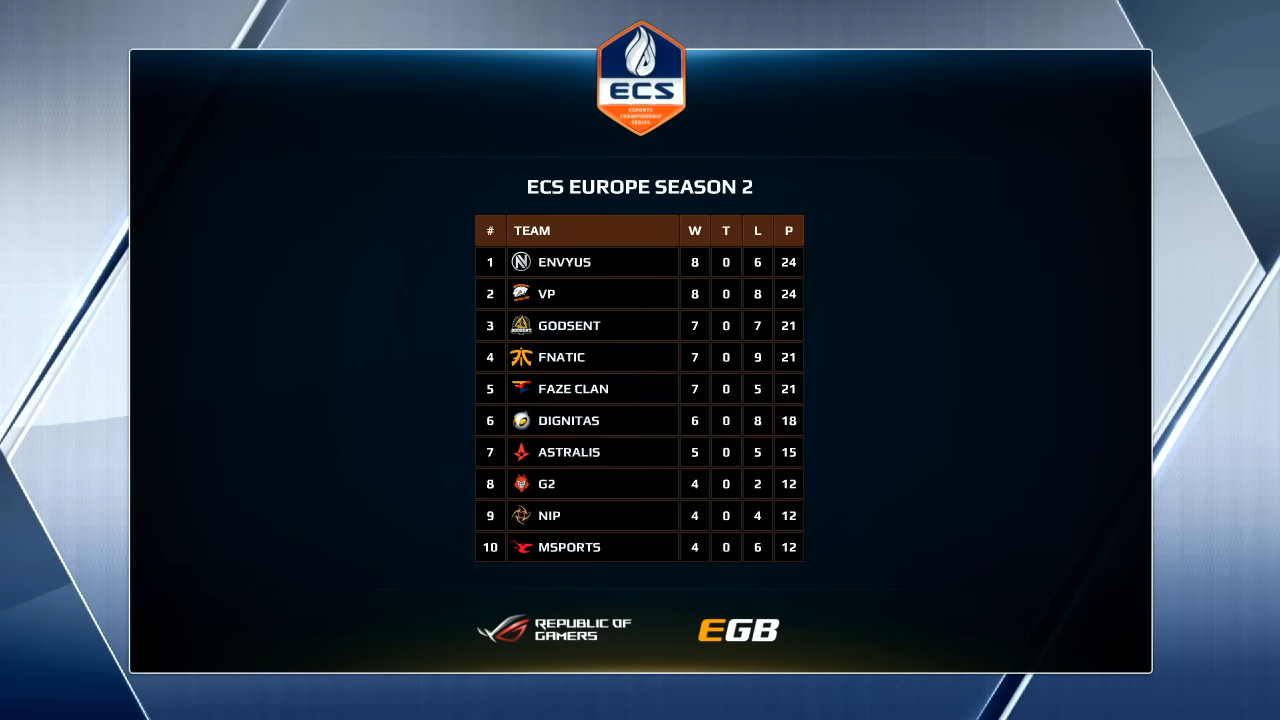 ECS
ESPORTS
CHAMPIONSHIP
SERIES
ECS EUROPE SEASON 2
# TEAM W T L P
1 ENVYUS 8 0 6 24
2 VP 8 0 8 24
3 GODSENT 7 0 7 21
4 FNATIC 7 0 9 21
5 FAZE CLAN 7 0 5 21
6 DIGNITAS 6 0 8 18
7 ASTRALIS 5 0 5 15
8 G2 4 0 2 12
9 NIP 4 0 4 12
10 MSPORTS 4 0 6 12
REPUBLIC OF
GAMERS
EGB